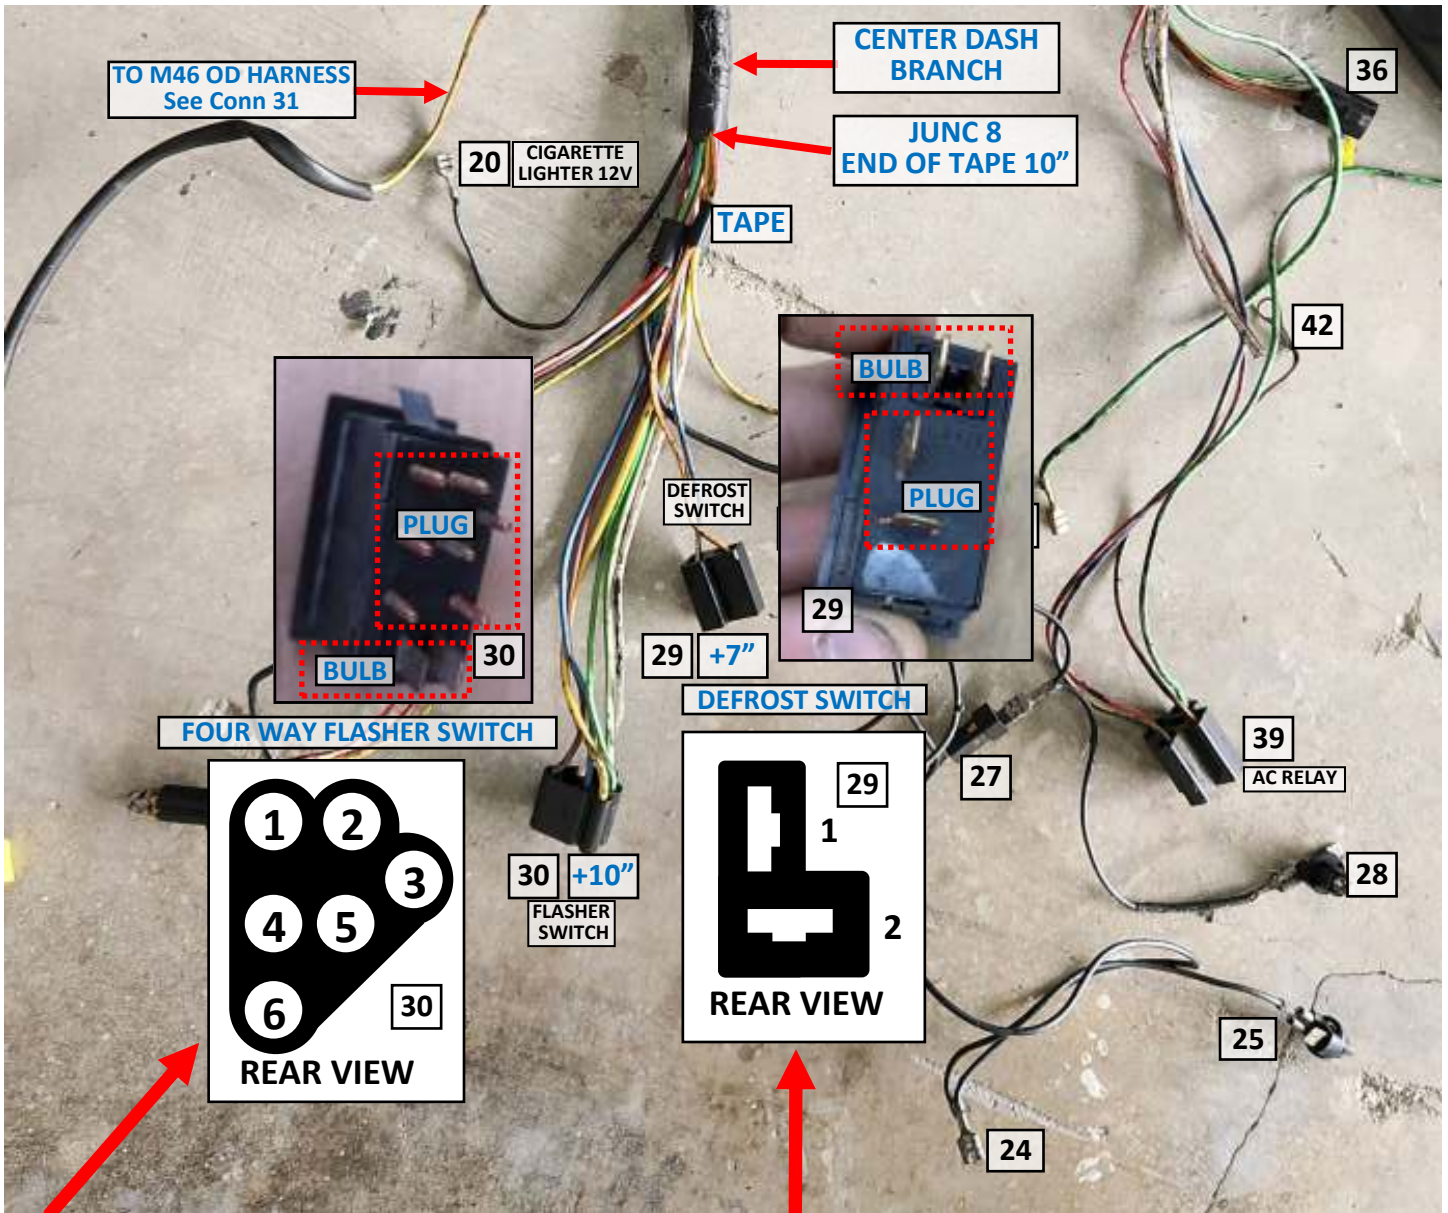 TO M46 OD HARNESS
See Conn 31
CENTER DASH
BRANCH
36
JUNC 8
END OF TAPE 10”
20
CIGARETTE
LIGHTER 12V
TAPE
42
BULB
PLUG
29
DEFROST
SWITCH
PLUG
BULB
30
29
+7”
DEFROST SWITCH
FOUR WAY FLASHER SWITCH
39
AC RELAY
27
1
2
3
4
5
6
30
REAR VIEW
30
+10”
FLASHER
SWITCH
29
1
2
REAR VIEW
28
25
24